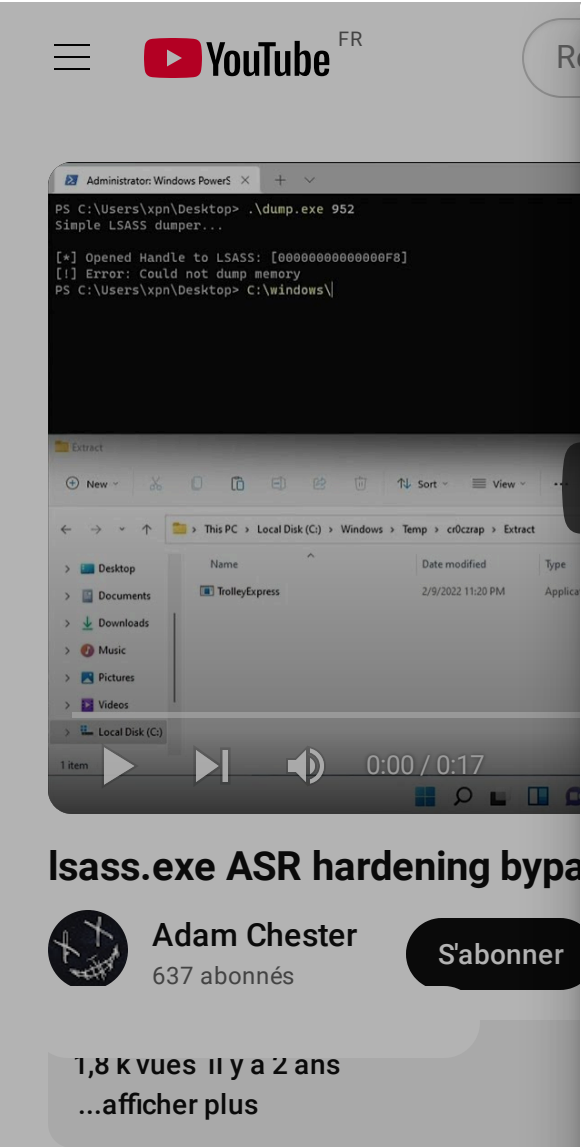 YouTube FR
Administrator: Windows PowerS
PS C:\Users\xpn\Desktop> .\dump.exe 952
Simple LSASS dumper...
[*] Opened Handle to LSASS: [00000000000000F8]
[!] Error: Could not dump memory
PS C:\Users\xpn\Desktop> C:\windows\
Extract
New Sort View ...
This PC > Local Disk (C:) > Windows > Temp > cr0czrap > Extract
Name Date modified Type
Desktop
TrolleyExpress 2/9/2022 11:20 PM Applica
Documents
Downloads
Music
Pictures
Videos
Local Disk (C:)
1 item
0:00 / 0:17
lsass.exe ASR hardening bypa
Adam Chester
637 abonnés
S'abonner
1,8 k vues il y a 2 ans
...afficher plus